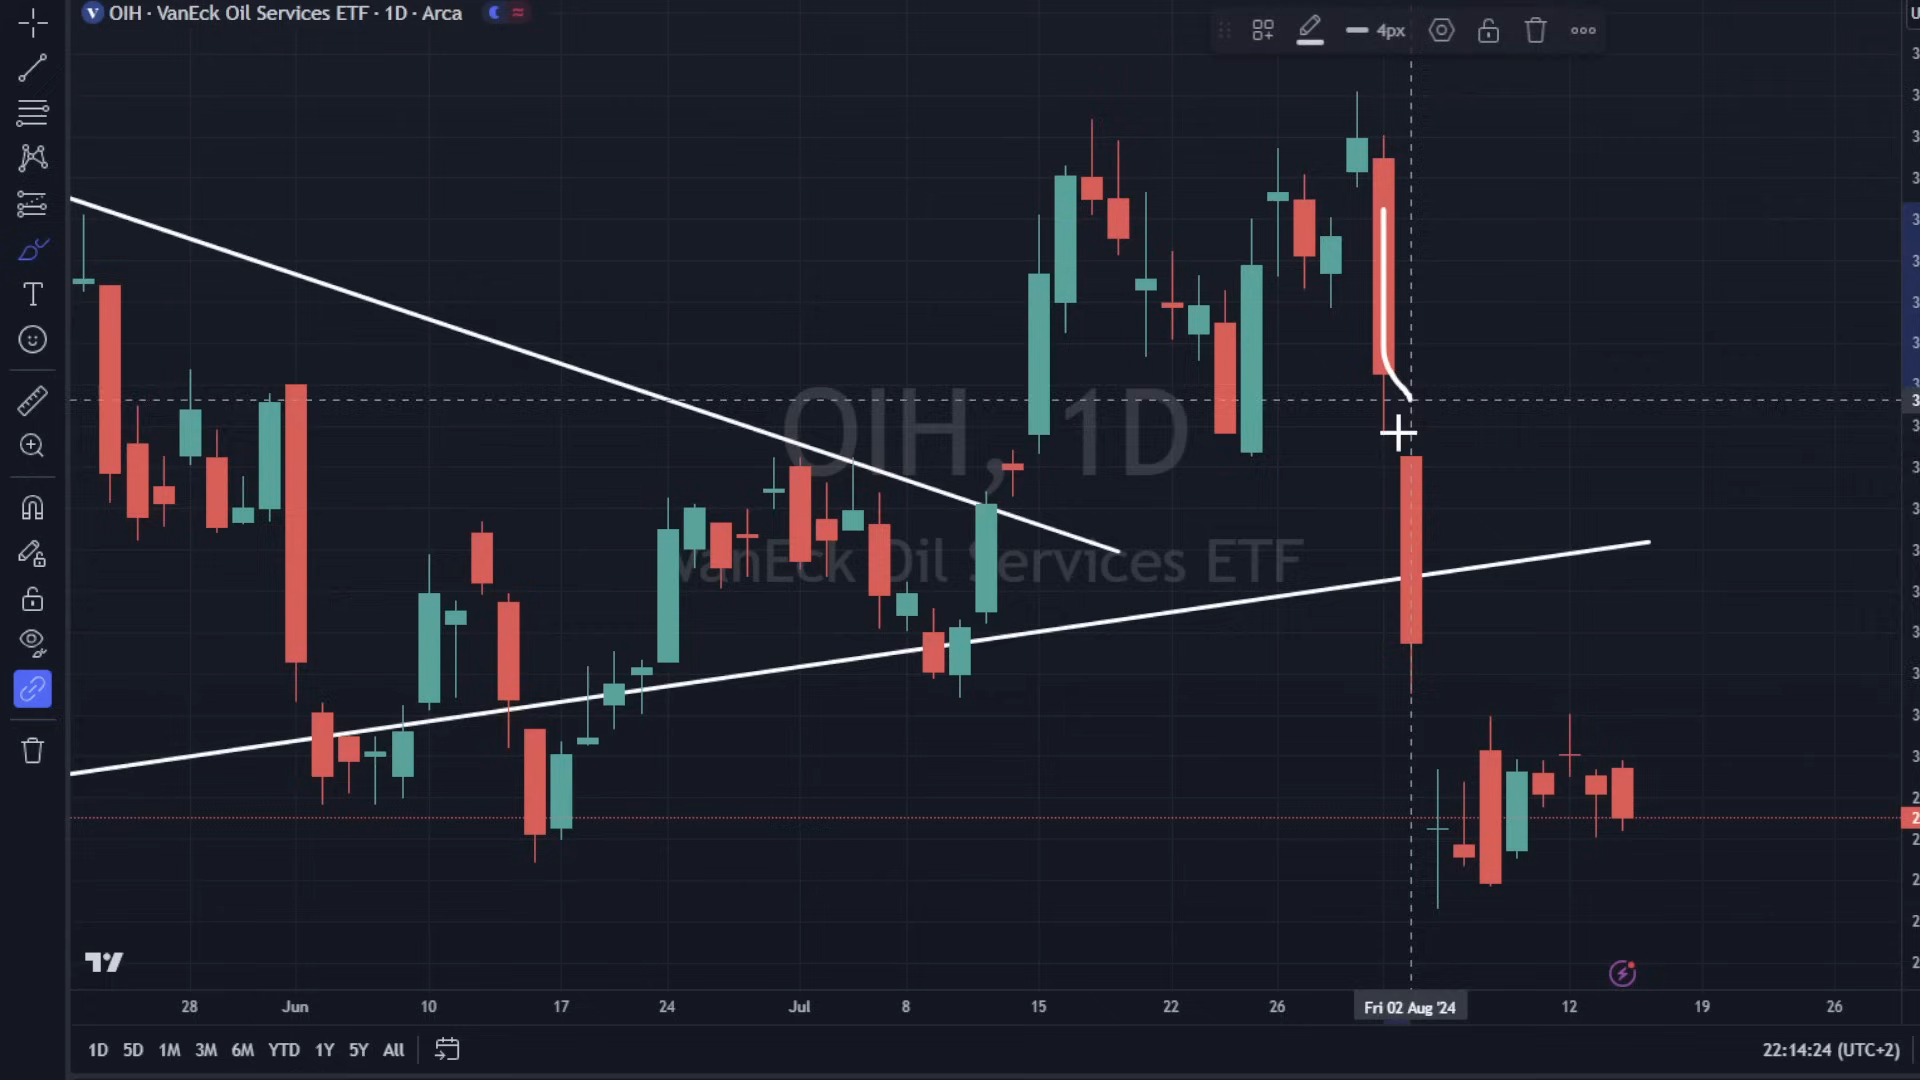 OIH · VanEck Oil Services ETF · 1D · Arca
4px
OIH, 1D
VanEck Oil Services ETF
28 Jun 10 17 24 Jul 8 15 22 26 Fri 02 Aug '24 12 19 26
1D 5D 1M 3M 6M YTD 1Y 5Y All
22:14:24 (UTC+2)